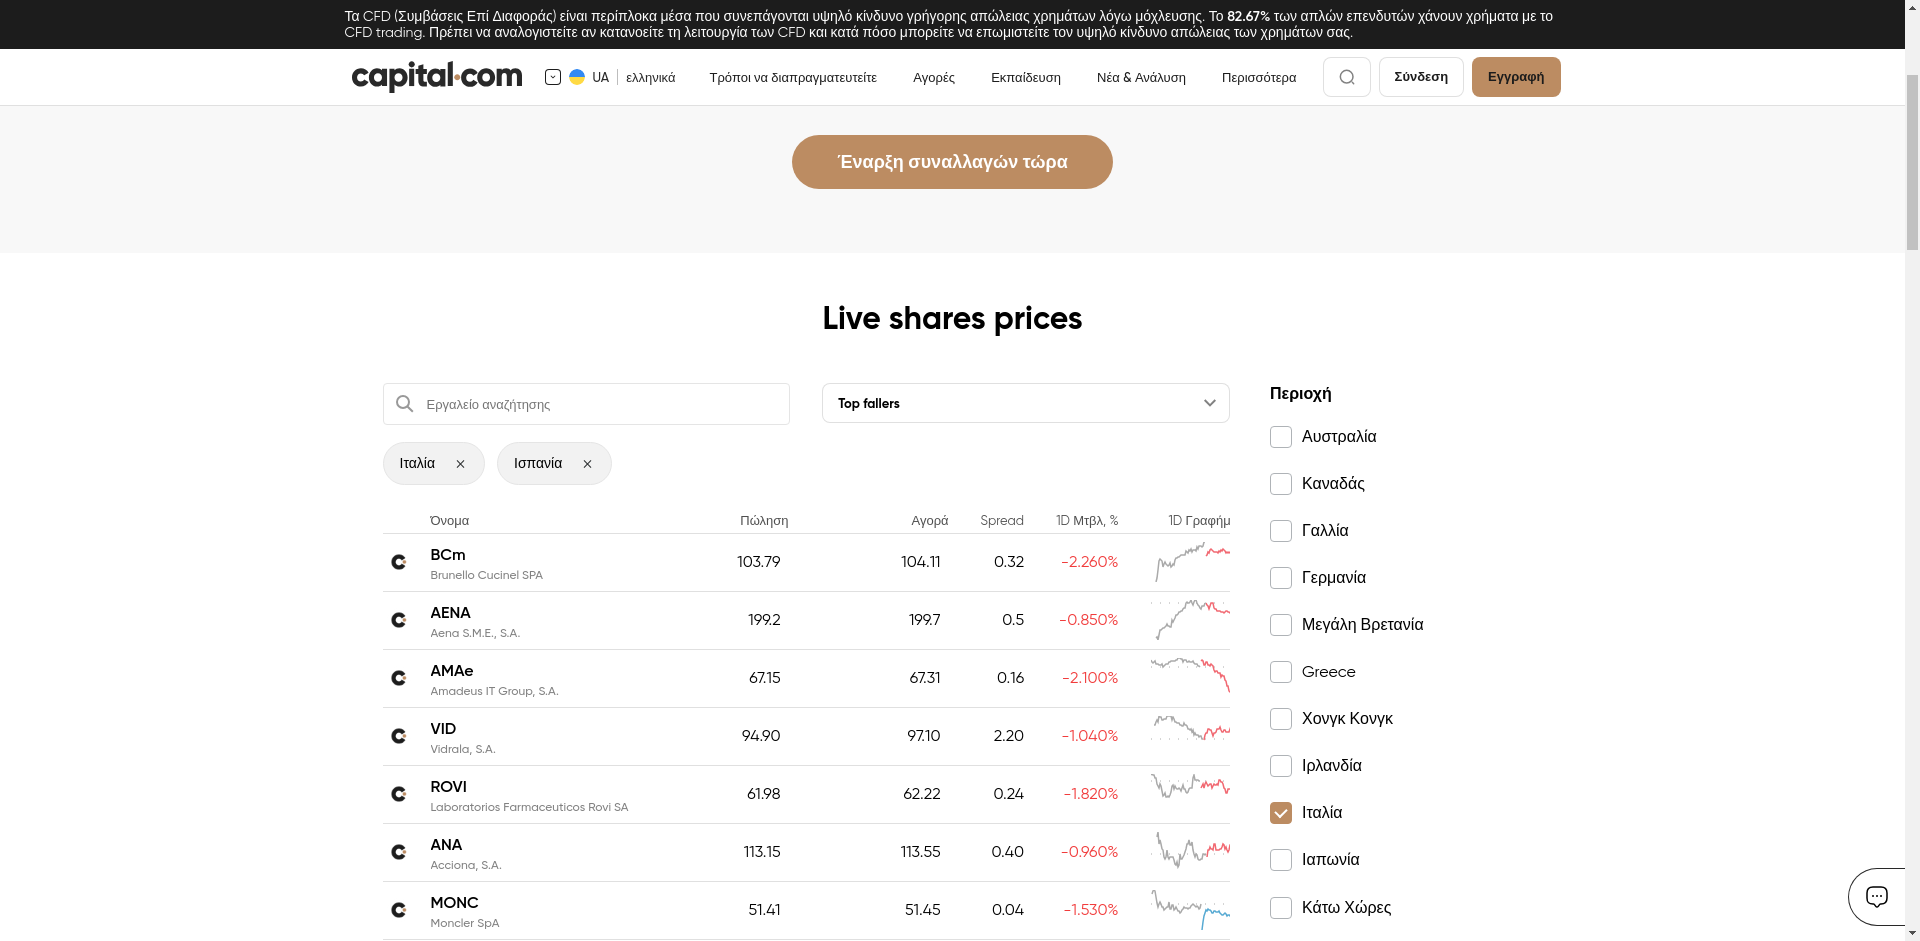 Τα CFD (Συμβάσεις Επί Διαφοράς) είναι περίπλοκα μέσα που συνεπάγονται υψηλό κίνδυνο γρήγορης απώλειας χρημάτων λόγω μόχλευσης. Το 82.67% των απλών επενδυτών χάνουν χρήματα με το
CFD trading. Πρέπει να αναλογιστείτε αν κατανοείτε τη λειτουργία των CFD και κατά πόσο μπορείτε να επωμιστείτε τον υψηλό κίνδυνο απώλειας των χρημάτων σας.
capital.com UA ελληνικά Τρόποι να διαπραγματευτείτε Αγορές Εκπαίδευση Νέα & Ανάλυση Περισσότερα Σύνδεση Εγγραφή
Έναρξη συναλλαγών τώρα
Live shares prices
Εργαλείο αναζήτησης
Top fallers
Ιταλία
Ισπανία
Όνομα Πώληση Αγορά Spread 1D Μτβλ, % 1D Γραφήμ
BCm 103.79 104.11 0.32 -2.260%
Brunello Cucinel SPA
AENA 199.2 199.7 0.5 -0.850%
Aena S.M.E., S.A.
AMAe 67.15 67.31 0.16 -2.100%
Amadeus IT Group, S.A.
VID 94.90 97.10 2.20 -1.040%
Vidrala, S.A.
ROVI 61.98 62.22 0.24 -1.820%
Laboratorios Farmaceuticos Rovi SA
ANA 113.15 113.55 0.40 -0.960%
Acciona, S.A.
MONC 51.41 51.45 0.04 -1.530%
Moncler SpA
Περιοχή
Αυστραλία
Καναδάς
Γαλλία
Γερμανία
Μεγάλη Βρετανία
Greece
Χονγκ Κονγκ
Ιρλανδία
Ιταλία
Ιαπωνία
Κάτω Χώρες